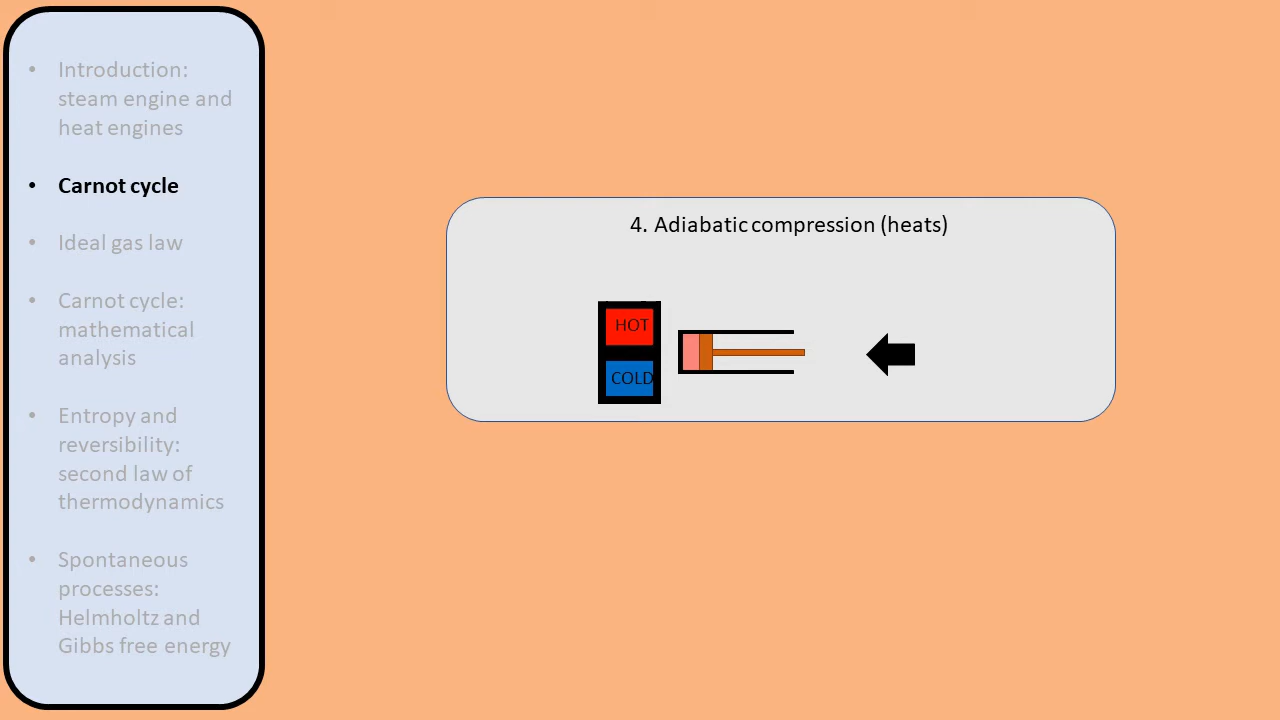 • Introduction:
steam engine and
heat engines
• Carnot cycle
• Ideal gas law
• Carnot cycle:
mathematical
analysis
• Entropy and
reversibility:
second law of
thermodynamics
• Spontaneous
processes:
Helmholtz and
Gibbs free energy
4. Adiabatic compression (heats)
HOT
COLD